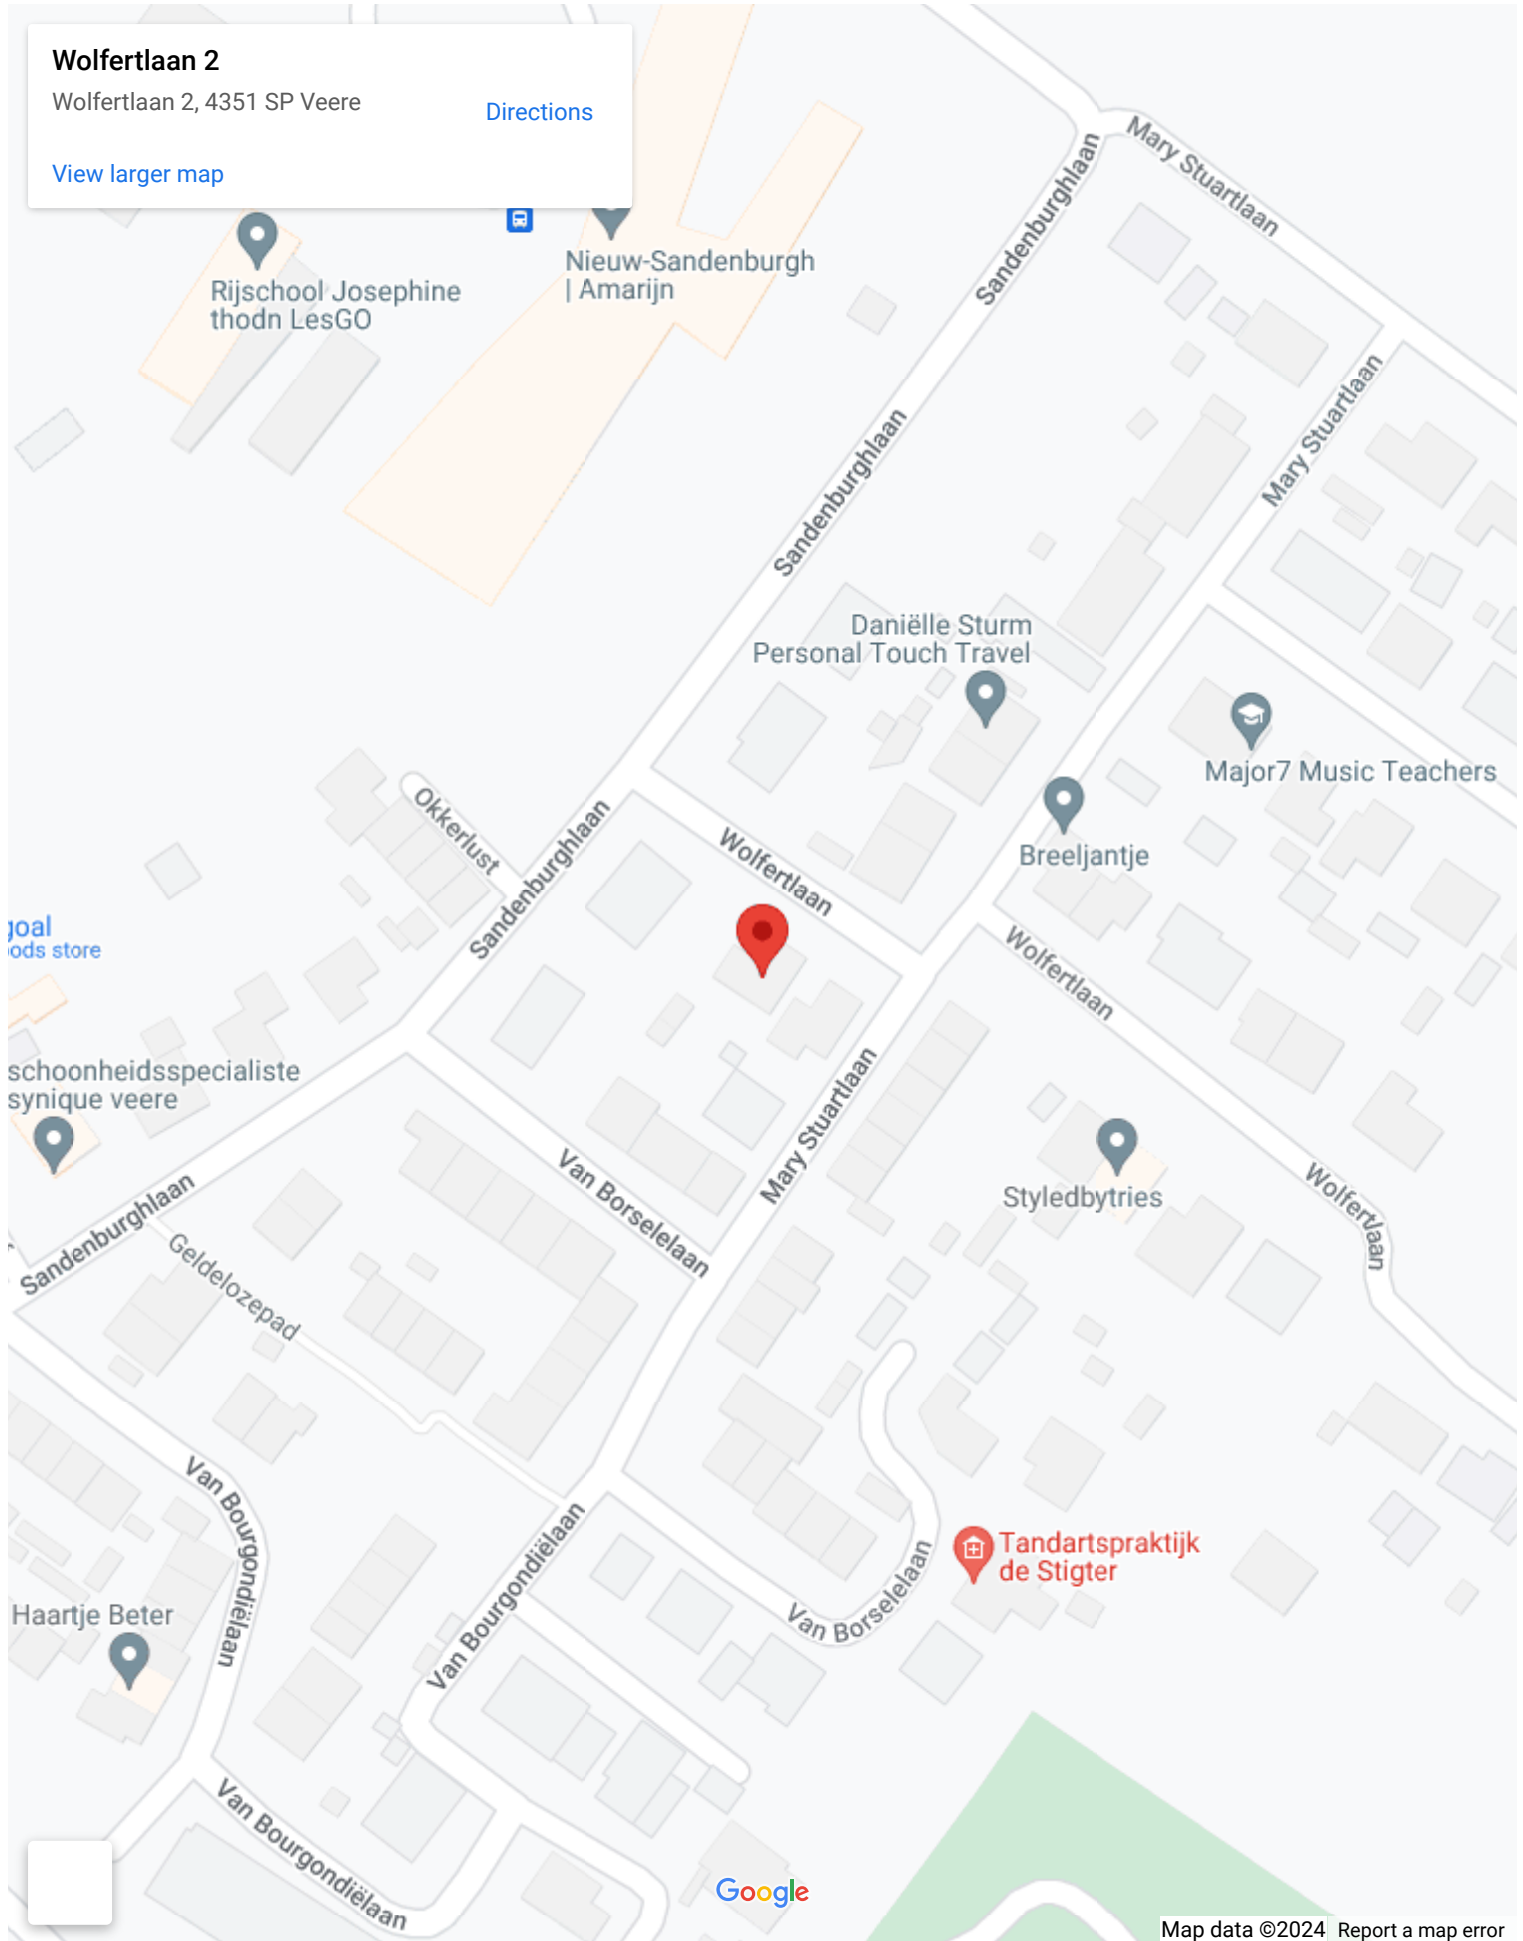 Wolfertlaan 2
Wolfertlaan 2, 4351 SP Veere
Directions
View larger map
Mary Stuartlaan
Sandenburghlaan
Nieuw-Sandenburgh
| Amarijn
Rijschool Josephine
thodn LesGO
Mary Stuartlaan
Sandenburghlaan
Daniëlle Sturm
Personal Touch Travel
Major7 Music Teachers
Okkerlust
Sandenburghlaan
Wolfertlaan
Breeljantje
goal
ods store
Wolfertlaan
schoonheidsspecialiste
synique veere
Mary Stuartlaan
Van Borselelaan
Styledbytries
Wolfertlaan
Sandenburghlaan
Geldelozepad
Van Bourgondiëlaan
Van Bourgondiëlaan
Tandartspraktijk
de Stigter
Van Borselelaan
Haartje Beter
Van Bourgondiëlaan
Google
Map data ©2024
Report a map error